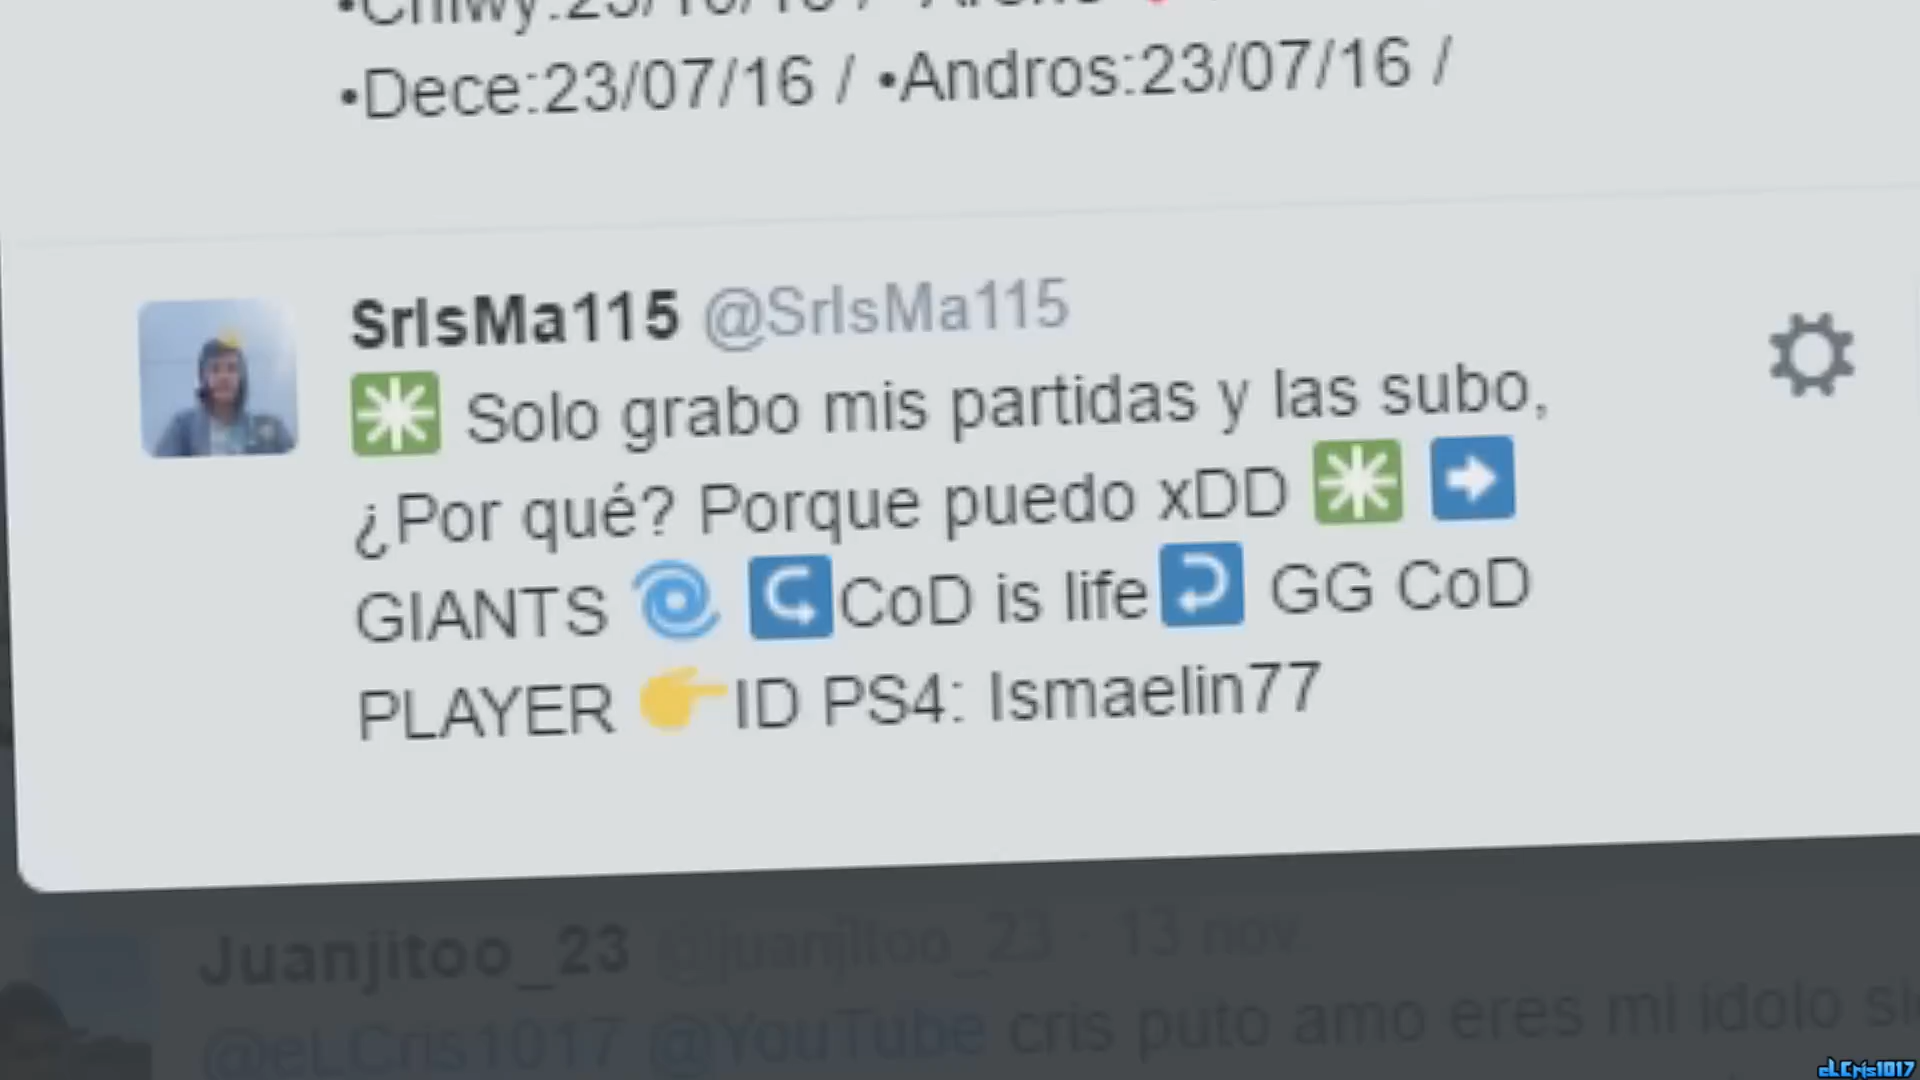 •Dece:23/07/16 / •Andros:23/07/16 /
SrIsMa115 @SrIsMa115
✳️ Solo grabo mis partidas y las subo,
¿Por qué? Porque puedo xDD ✳️ ➡️
GIANTS 🌀 ↪️CoD is life↩️ GG CoD
PLAYER 👉ID PS4: Ismaelin77
Juanjitoo_23 @juanjitoo_23 · 13 nov
@eLCris1017 @YouTube cris puto amo eres mi idolo
eLCris1017